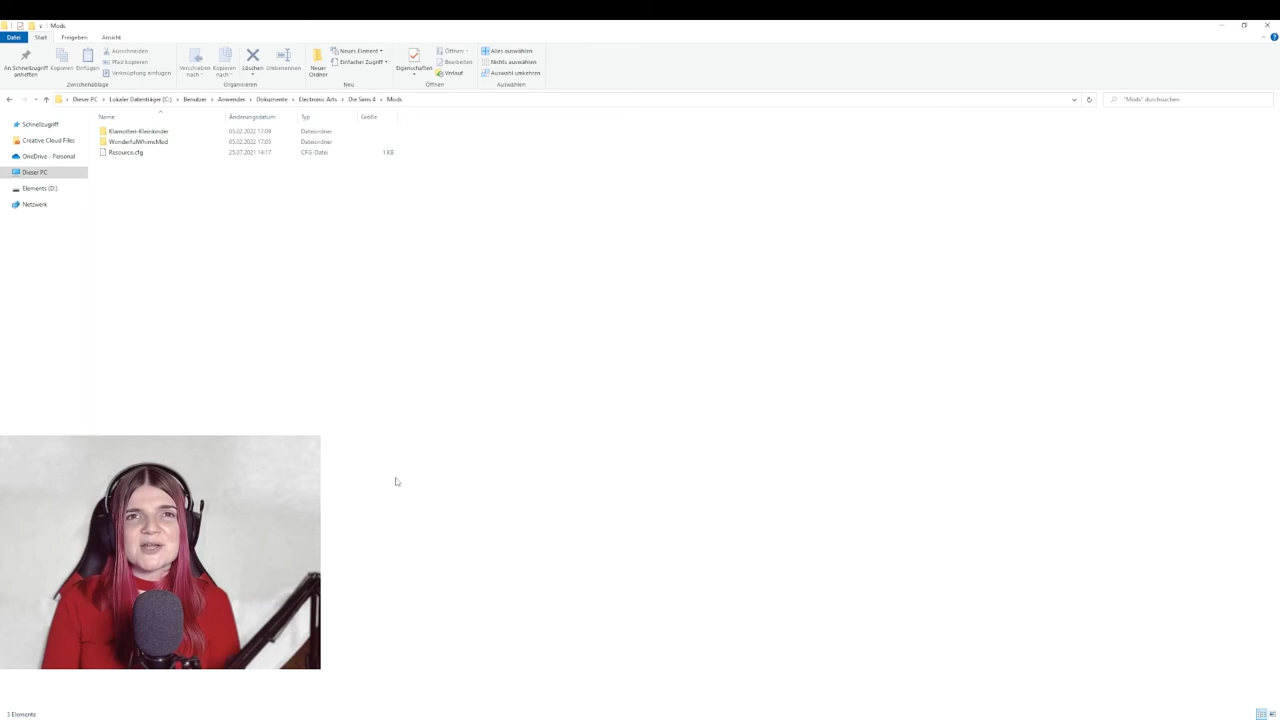 Mods
Datei Start Freigeben Ansicht
An Schnellzugriff anheften
Kopieren
Einfügen
Ausschneiden
Pfad kopieren
Verknüpfung einfügen
Zwischenablage
Verschieben nach
Kopieren nach
Löschen
Umbenennen
Organisieren
Neuer Ordner
Neues Element
Einfacher Zugriff
Neu
Eigenschaften
Öffnen
Bearbeiten
Verlauf
Öffnen
Alles auswählen
Nichts auswählen
Auswahl umkehren
Auswählen
Dieser PC > Lokaler Datenträger (C:) > Benutzer > Anwender > Dokumente > Electronic Arts > Die Sims 4 > Mods
"Mods" durchsuchen
Name Änderungsdatum Typ Größe
Klamotten-Kleinkinder 05.02.2022 17:09 Dateiordner
WonderfulWhimsMod 05.02.2022 17:05 Dateiordner
Resource.cfg 25.07.2021 14:17 CFG-Datei 1 KB
Schnellzugriff
Creative Cloud Files
OneDrive - Personal
Dieser PC
Elements (D:)
Netzwerk
3 Elemente